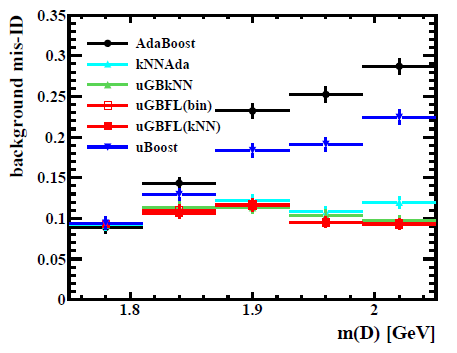 background mis-ID
0.35
0.3
0.25
0.2
0.15
0.1
0.05
0
AdaBoost
kNNAda
uGBkNN
uGBFL(bin)
uGBFL(kNN)
uBoost
1.8
1.9
2
m(D) [GeV]